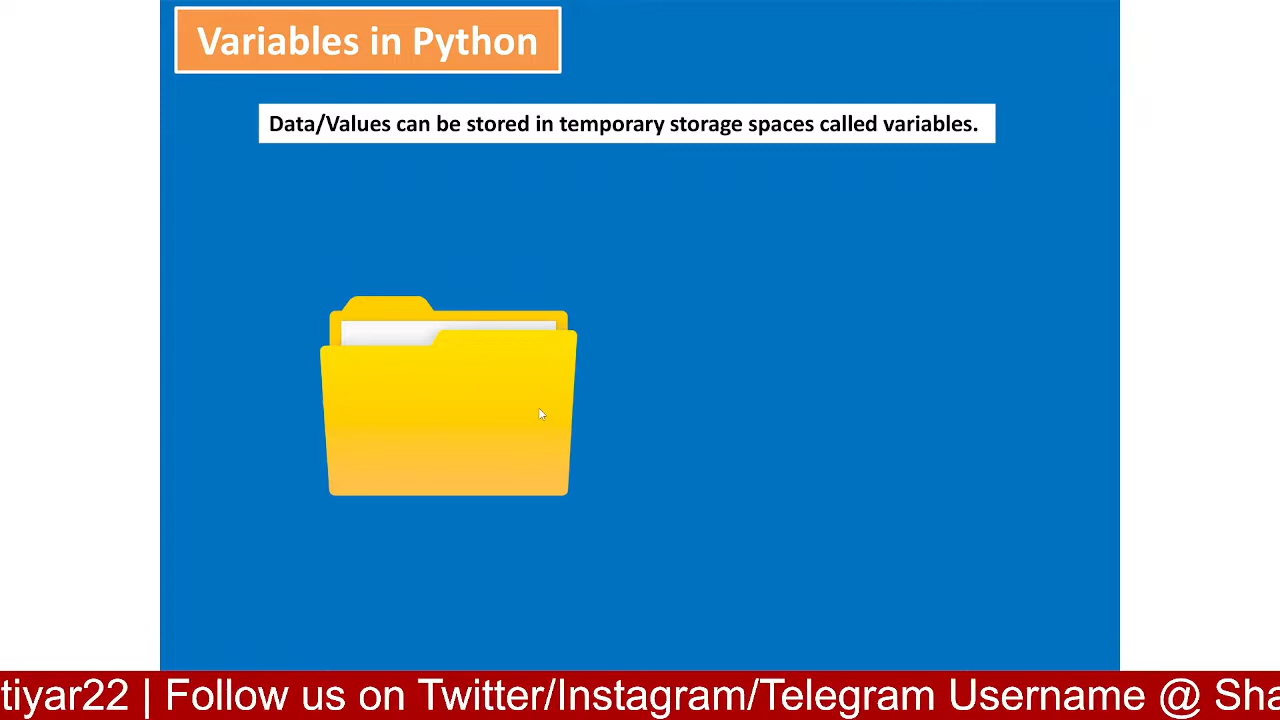 Variables in Python
Data/Values can be stored in temporary storage spaces called variables.
tiyar22 | Follow us on Twitter/Instagram/Telegram Username @ Sha